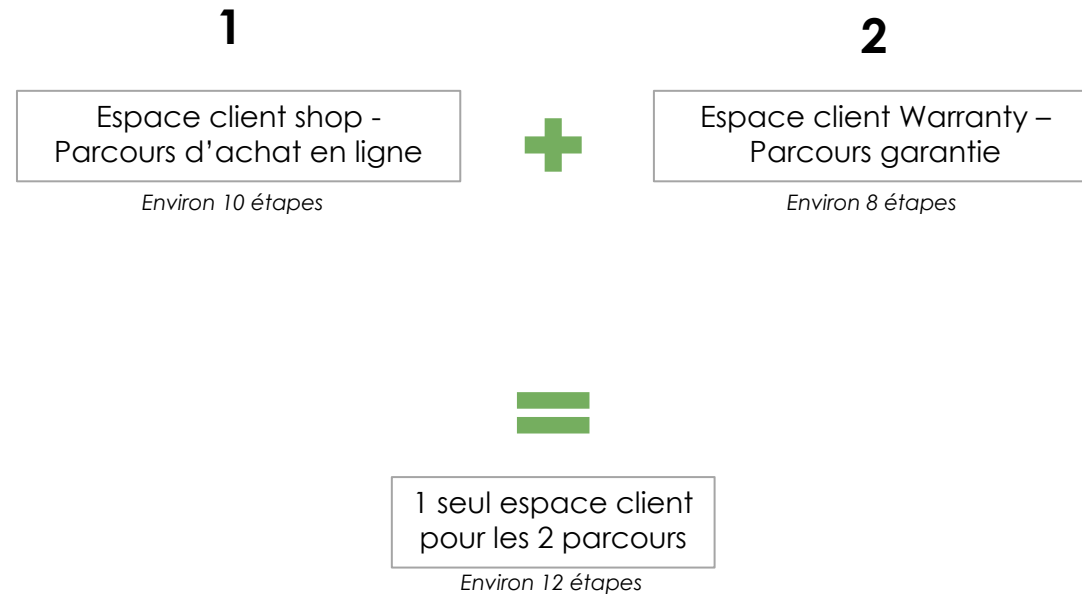 1
2
Espace client shop -
Parcours d’achat en ligne
Environ 10 étapes
Espace client Warranty –
Parcours garantie
Environ 8 étapes
1 seul espace client
pour les 2 parcours
Environ 12 étapes